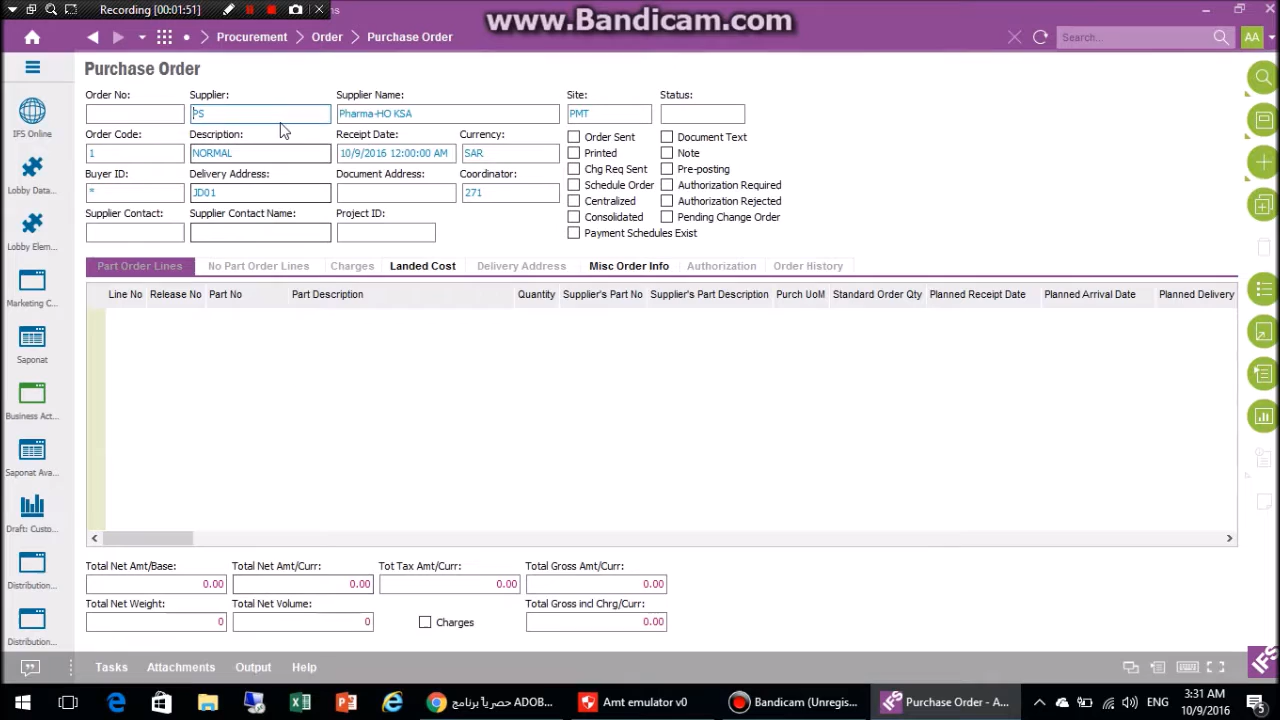 Recording [00:01:51]
ns
www.Bandicam.com
Procurement
Order
Purchase Order
Search...
AA
Purchase Order
Order No:
Supplier:
Supplier Name:
Site:
Status:
PS
Pharma-HO KSA
PMT
Order Code:
Description:
Receipt Date:
Currency:
Order Sent
Document Text
1
NORMAL
10/9/2016 12:00:00 AM
SAR
Printed
Note
Buyer ID:
Delivery Address:
Document Address:
Coordinator:
Chg Req Sent
Pre-posting
*
JD01
271
Schedule Order
Authorization Required
Centralized
Authorization Rejected
Supplier Contact:
Supplier Contact Name:
Project ID:
Consolidated
Pending Change Order
Payment Schedules Exist
Part Order Lines
No Part Order Lines
Charges
Landed Cost
Delivery Address
Misc Order Info
Authorization
Order History
Line No
Release No
Part No
Part Description
Quantity
Supplier's Part No
Supplier's Part Description
Purch UoM
Standard Order Qty
Planned Receipt Date
Planned Arrival Date
Planned Delivery
Total Net Amt/Base:
Total Net Amt/Curr:
Tot Tax Amt/Curr:
Total Gross Amt/Curr:
0.00
0.00
0.00
0.00
Total Net Weight:
Total Net Volume:
Total Gross incl Chrg/Curr:
0
0
Charges
0.00
IFS Online
Lobby Data...
Lobby Elem...
Marketing C...
Saponat
Business Act...
Saponat Ava...
Draft: Custo...
Distribution...
Distribution...
Tasks
Attachments
Output
Help
IFS
حصرياً برنامج ADOB...
Amt emulator v0
Bandicam (Unregis...
Purchase Order - A...
ENG
3:31 AM
10/9/2016
5